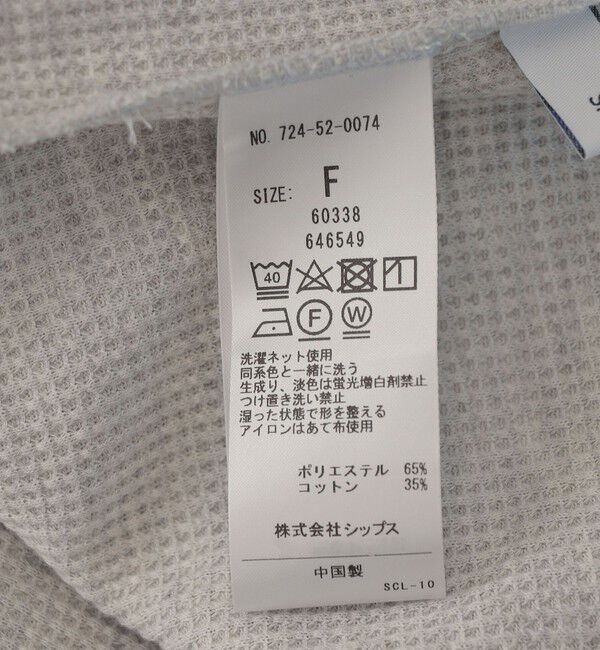 NO. 724-52-0074
SIZE: F
60338
646549
40
F W
洗濯ネット使用
同系色と一緒に洗う
生成り、淡色は蛍光増白剤禁止
つけ置き洗い禁止
湿った状態で形を整える
アイロンはあて布使用
ポリエステル 65%
コットン 35%
株式会社シップス
中国製
SCL-10